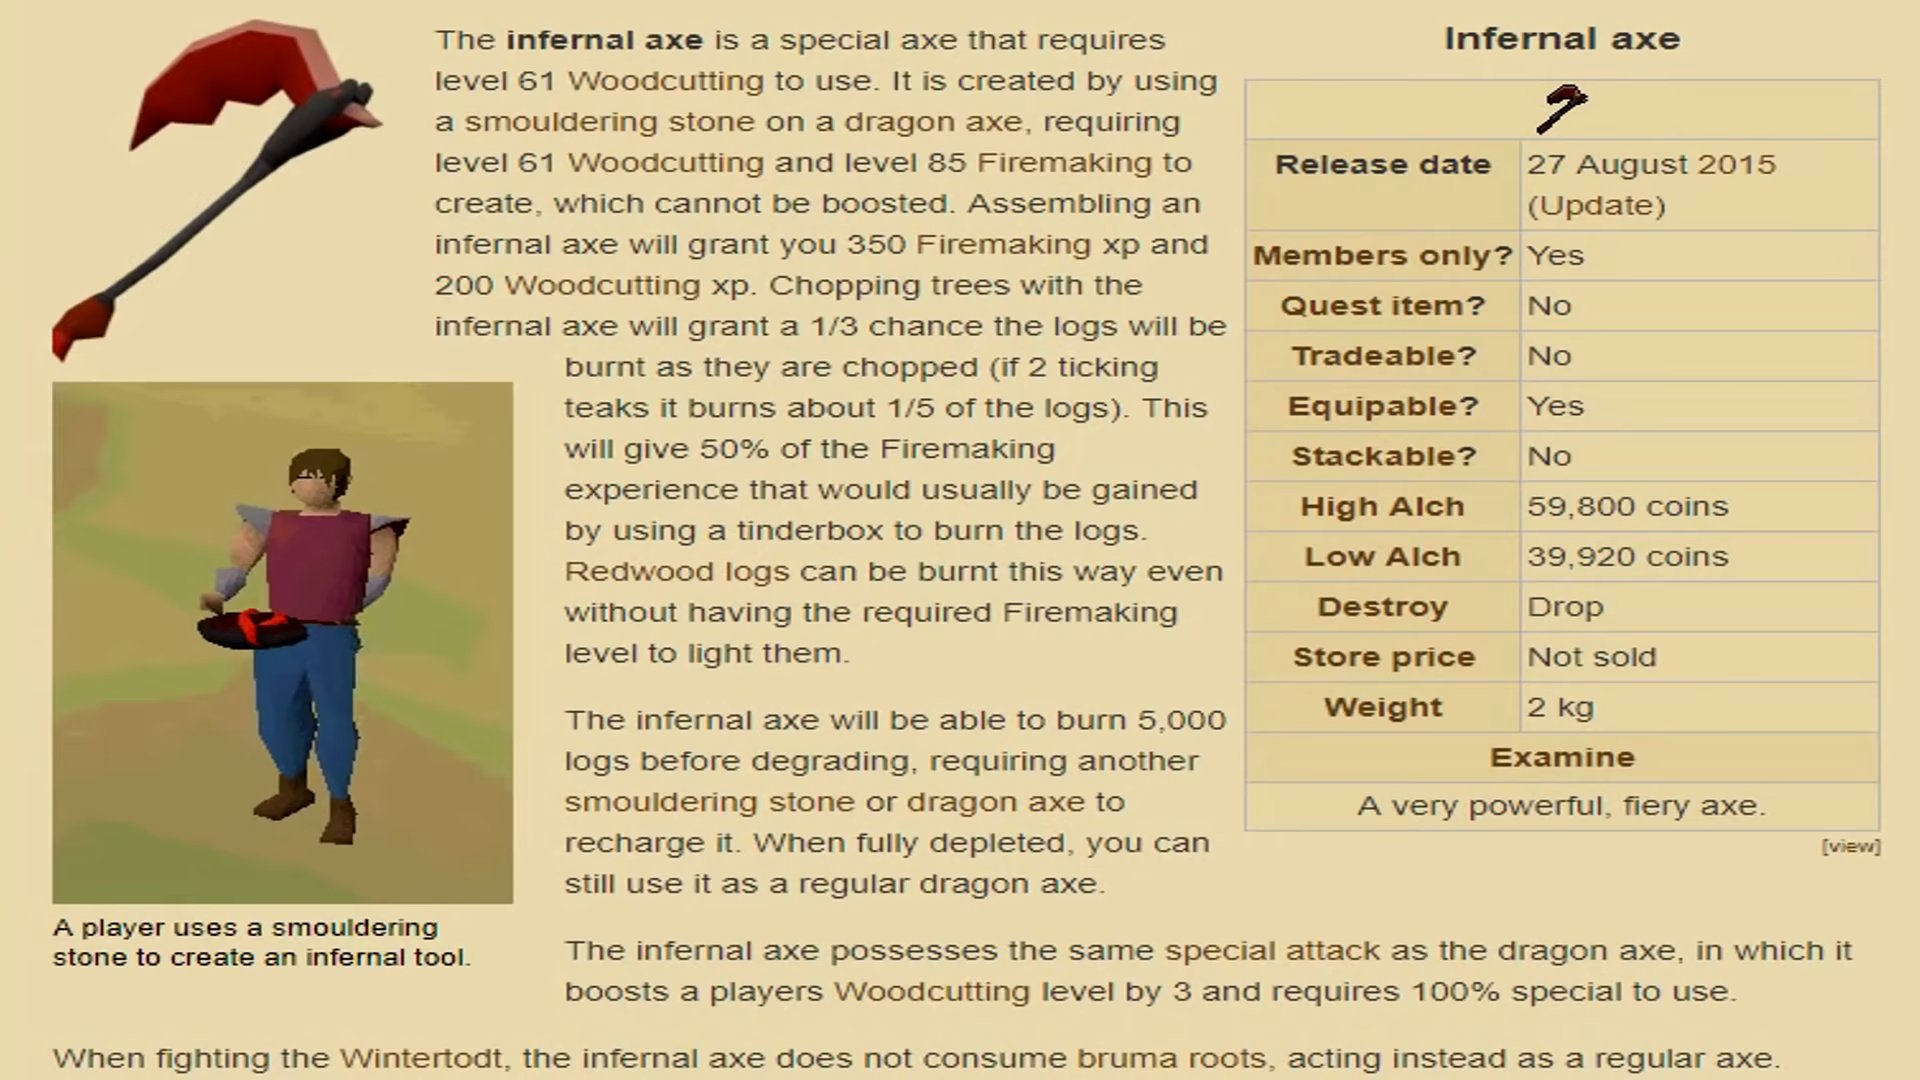 The infernal axe is a special axe that requires
level 61 Woodcutting to use. It is created by using
a smouldering stone on a dragon axe, requiring
level 61 Woodcutting and level 85 Firemaking to
create, which cannot be boosted. Assembling an
infernal axe will grant you 350 Firemaking xp and
200 Woodcutting xp. Chopping trees with the
infernal axe will grant a 1/3 chance the logs will be
burnt as they are chopped (if 2 ticking
teaks it burns about 1/5 of the logs). This
will give 50% of the Firemaking
experience that would usually be gained
by using a tinderbox to burn the logs.
Redwood logs can be burnt this way even
without having the required Firemaking
level to light them.
The infernal axe will be able to burn 5,000
logs before degrading, requiring another
smouldering stone or dragon axe to
recharge it. When fully depleted, you can
still use it as a regular dragon axe.
A player uses a smouldering
stone to create an infernal tool.
The infernal axe possesses the same special attack as the dragon axe, in which it
boosts a players Woodcutting level by 3 and requires 100% special to use.
When fighting the Wintertodt, the infernal axe does not consume bruma roots, acting instead as a regular axe.
Infernal axe
Release date 27 August 2015
(Update)
Members only? Yes
Quest item? No
Tradeable? No
Equipable? Yes
Stackable? No
High Alch 59,800 coins
Low Alch 39,920 coins
Destroy Drop
Store price Not sold
Weight 2 kg
Examine
A very powerful, fiery axe.
[view]